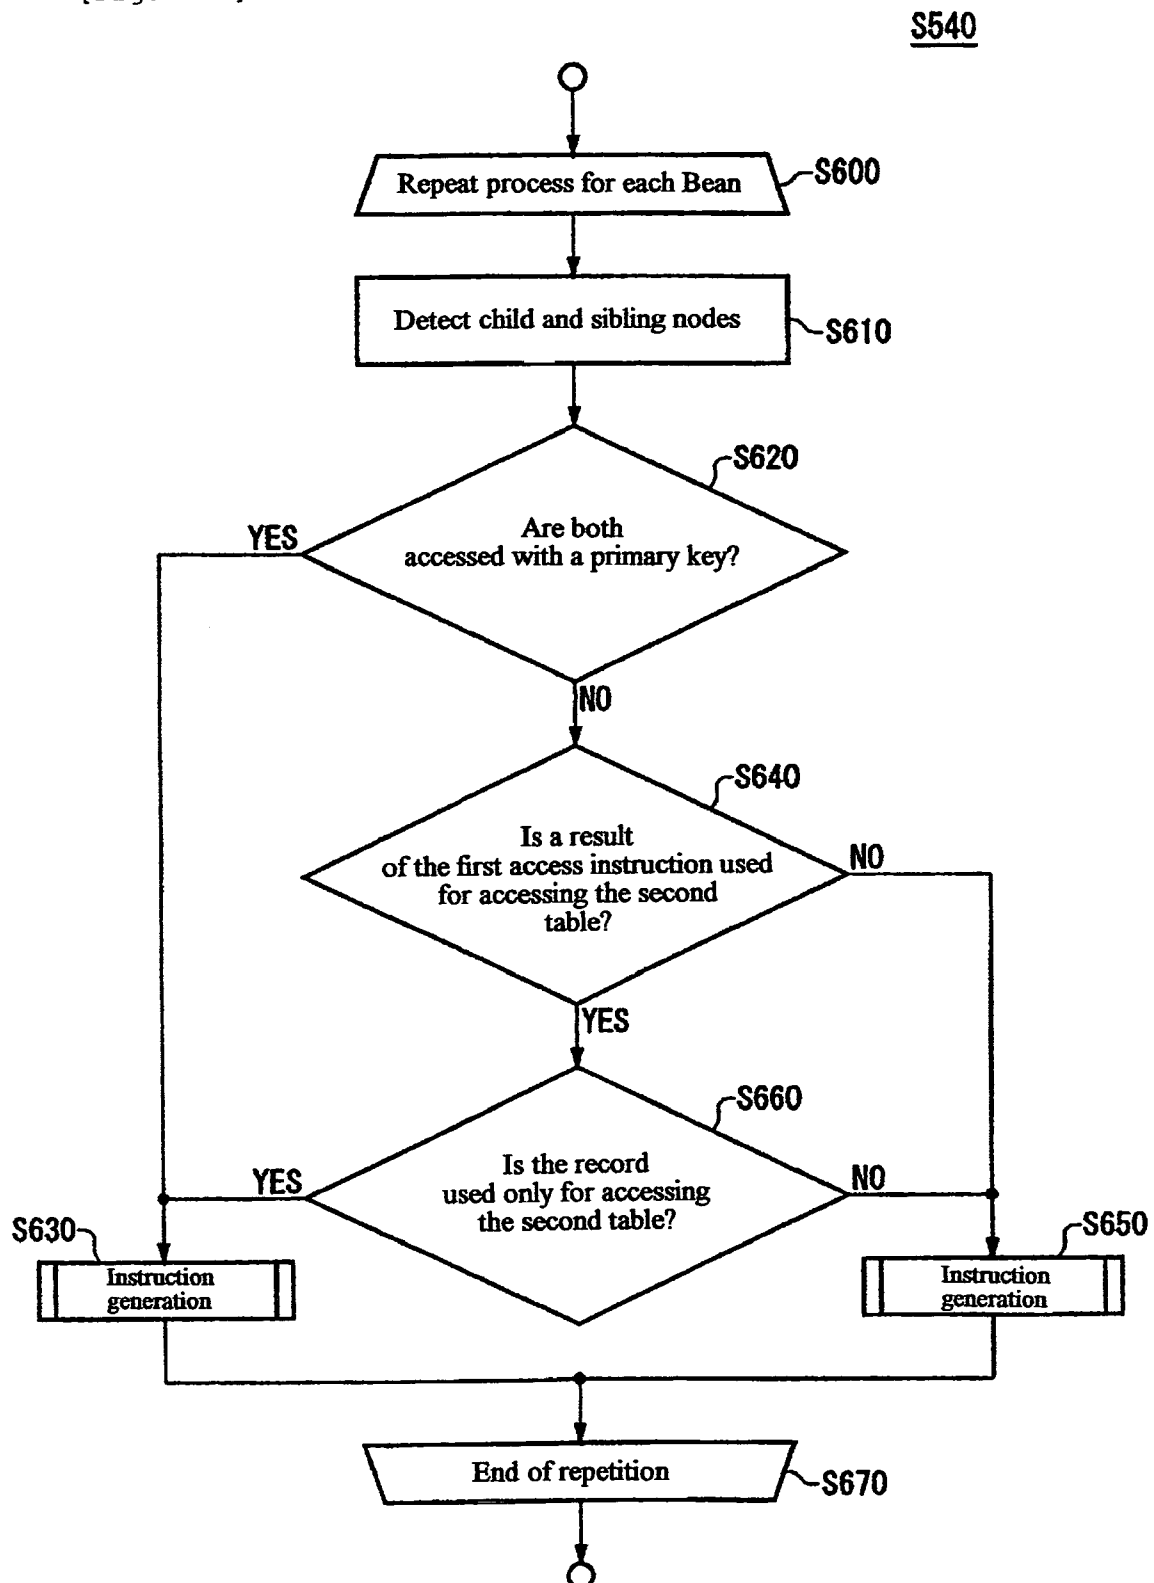 S540
Repeat process for each Bean
S600
Detect child and sibling nodes
S610
S620
Are both
accessed with a primary key?
YES
NO
S640
Is a result
of the first access instruction used
for accessing the second
table?
NO
YES
S660
Is the record
used only for accessing
the second table?
YES
NO
S630
Instruction
generation
S650
Instruction
generation
End of repetition
S670